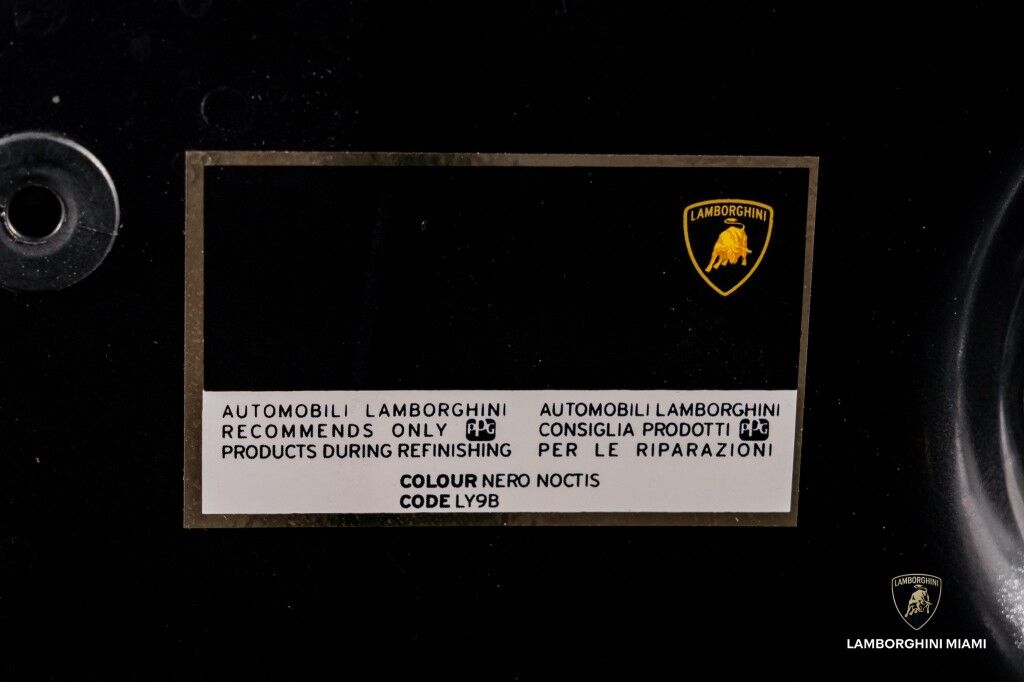 LAMBORGHINI
AUTOMOBILI LAMBORGHINI
RECOMMENDS ONLY PPG
PRODUCTS DURING REFINISHING
AUTOMOBILI LAMBORGHINI
CONSIGLIA PRODOTTI PPG
PER LE RIPARAZIONI
COLOUR NERO NOCTIS
CODE LY9B
LAMBORGHINI
LAMBORGHINI MIAMI